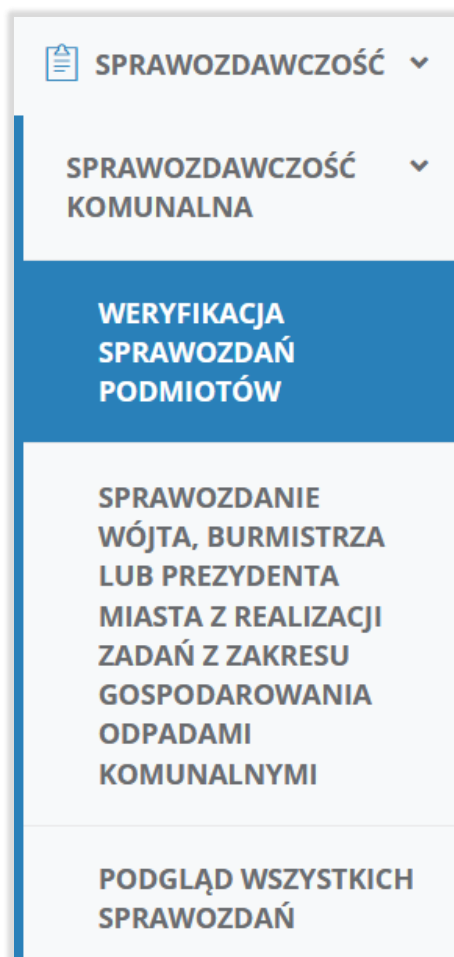 SPRAWOZDAWCZOŚĆ
SPRAWOZDAWCZOŚĆ
KOMUNALNA
WERYFIKACJA
SPRAWOZDAŃ
PODMIOTÓW
SPRAWOZDANIE
WÓJTA, BURMISTRZA
LUB PREZYDENTA
MIASTA Z REALIZACJI
ZADAŃ Z ZAKRESU
GOSPODAROWANIA
ODPADAMI
KOMUNALNYMI
PODGLĄD WSZYSTKICH
SPRAWOZDAŃ